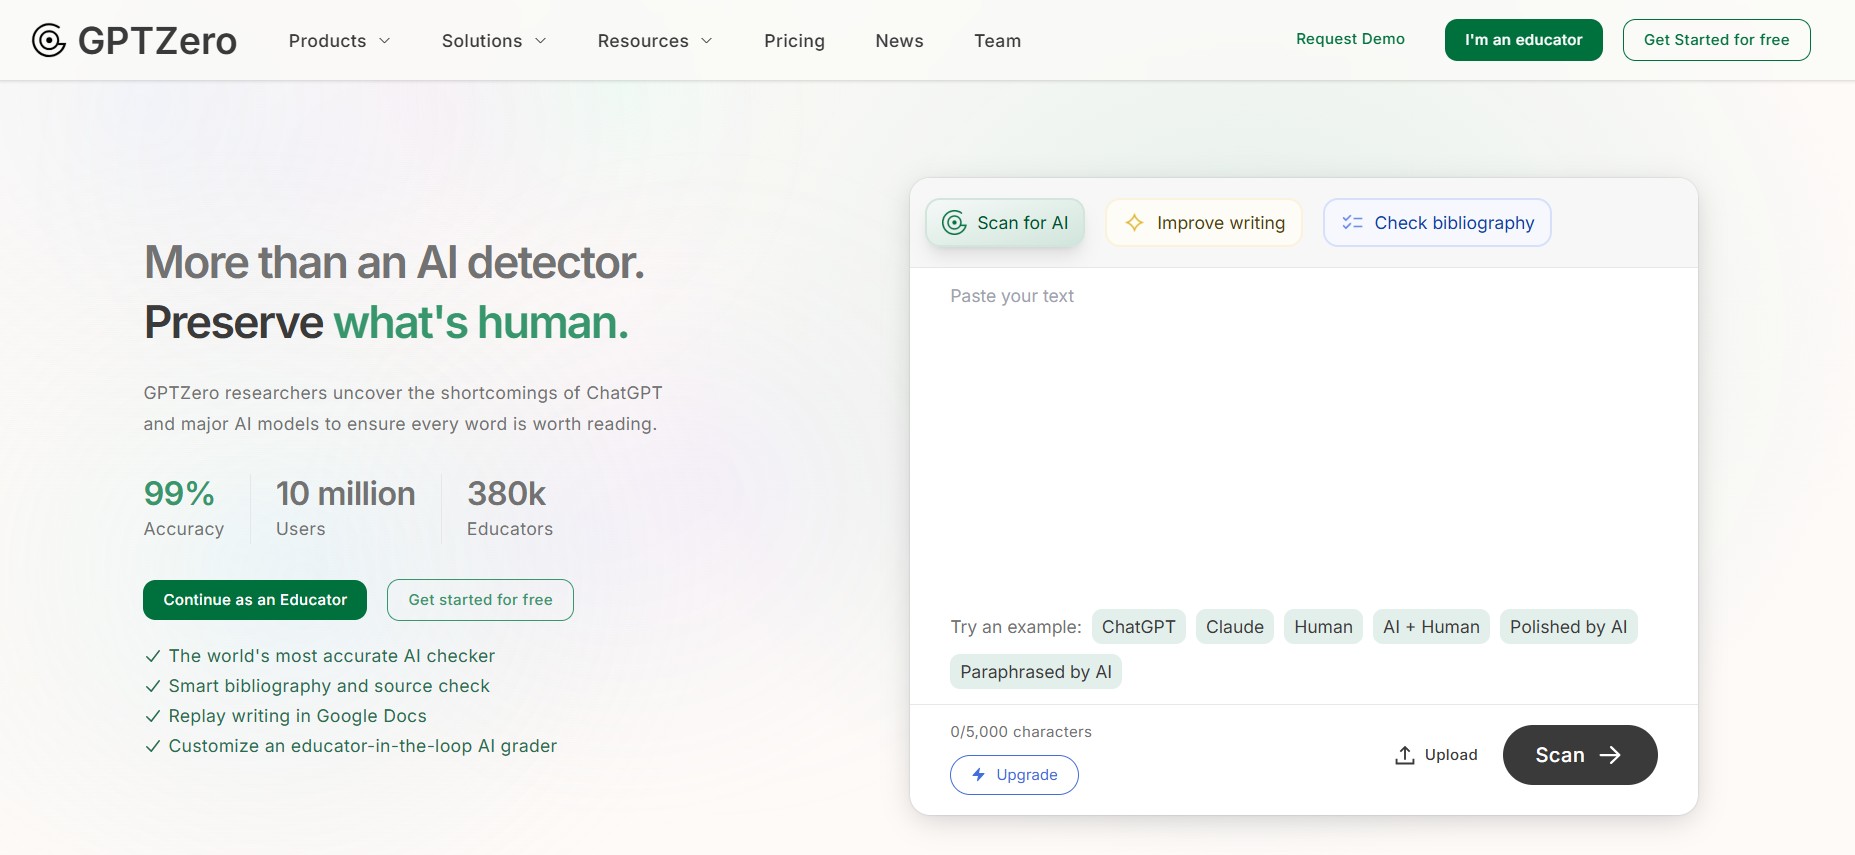 GPTZero
Products
Solutions
Resources
Pricing
News
Team
Request Demo
I'm an educator
Get Started for free
More than an AI detector.
Preserve what's human.
GPTZero researchers uncover the shortcomings of ChatGPT
and major AI models to ensure every word is worth reading.
99%
Accuracy
10 million
Users
380k
Educators
Continue as an Educator
Get started for free
The world's most accurate AI checker
Smart bibliography and source check
Replay writing in Google Docs
Customize an educator-in-the-loop AI grader
Scan for AI
Improve writing
Check bibliography
Paste your text
Try an example:
ChatGPT
Claude
Human
AI + Human
Polished by AI
Paraphrased by AI
0/5,000 characters
Upgrade
Upload
Scan